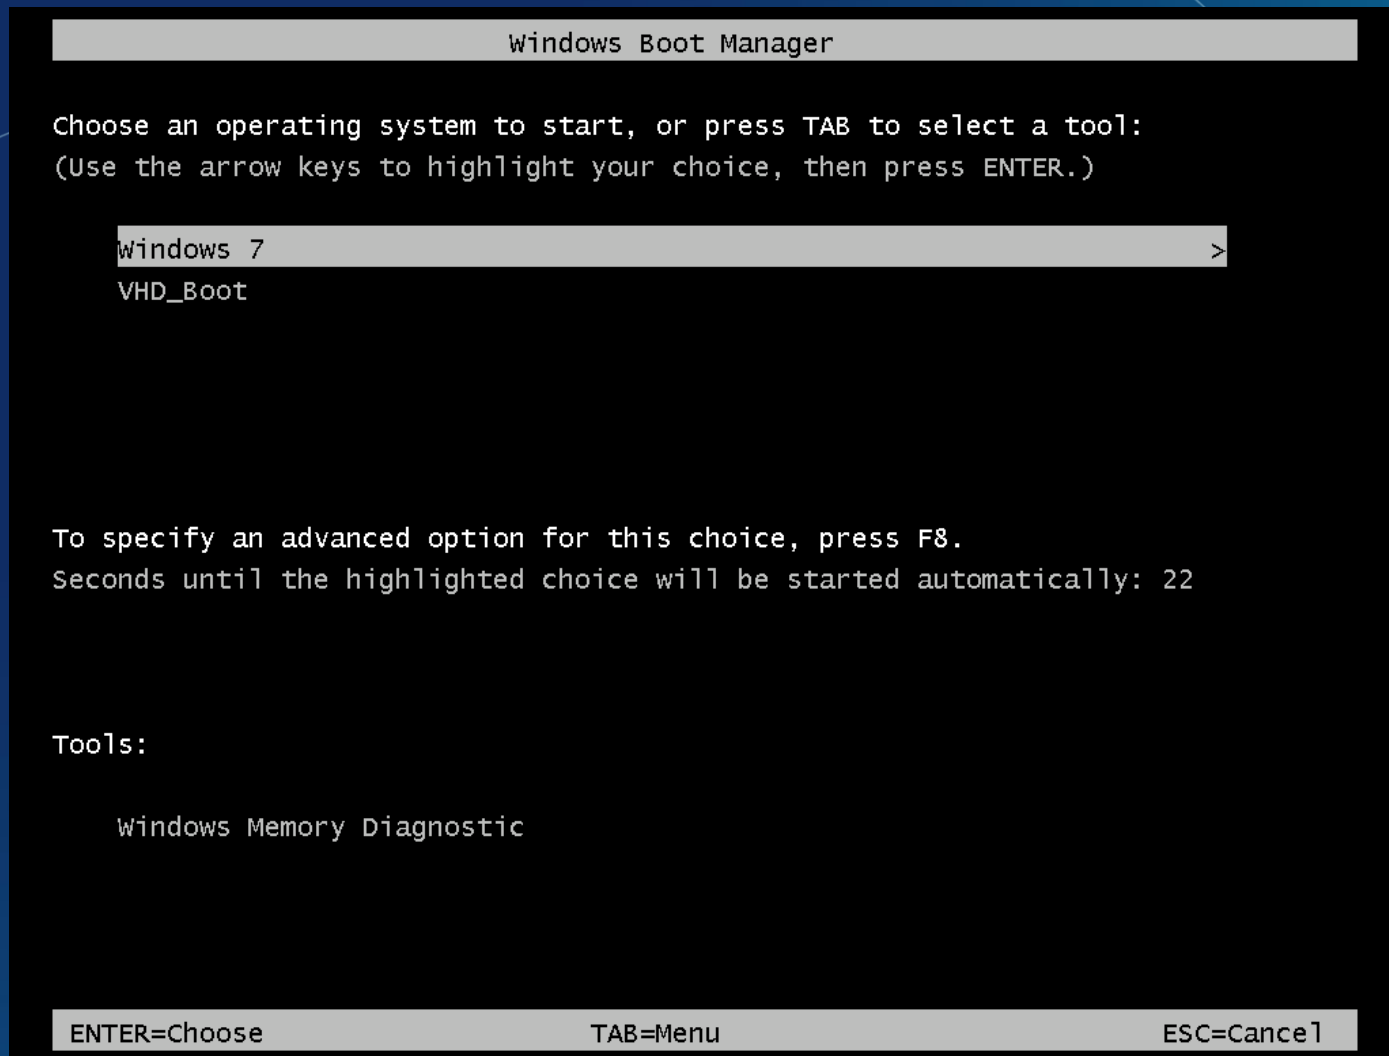 Windows Boot Manager
Choose an operating system to start, or press TAB to select a tool:
(Use the arrow keys to highlight your choice, then press ENTER.)
Windows 7 >
VHD_Boot
To specify an advanced option for this choice, press F8.
Seconds until the highlighted choice will be started automatically: 22
Tools:
Windows Memory Diagnostic
ENTER=Choose TAB=Menu ESC=Cancel